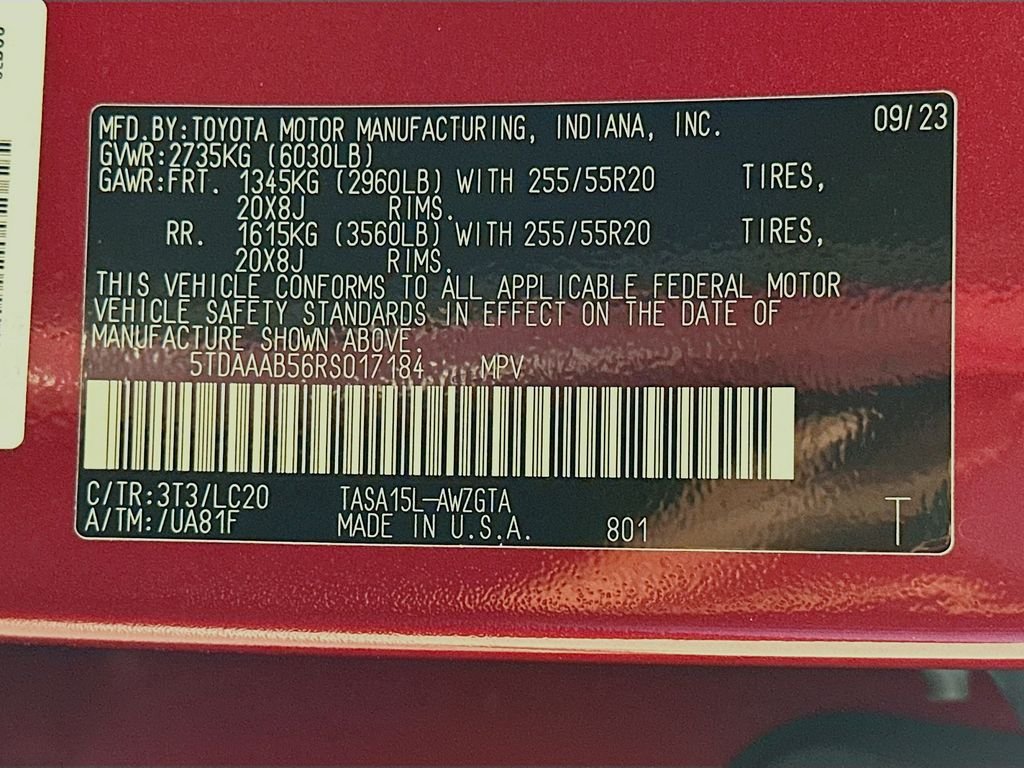 MFD.BY:TOYOTA MOTOR MANUFACTURING, INDIANA, INC. 09/23
GVWR:2735KG (6030LB)
GAWR:FRT. 1345KG (2960LB) WITH 255/55R20 TIRES,
20X8J RIMS.
RR. 1615KG (3560LB) WITH 255/55R20 TIRES,
20X8J RIMS.
THIS VEHICLE CONFORMS TO ALL APPLICABLE FEDERAL MOTOR
VEHICLE SAFETY STANDARDS IN EFFECT ON THE DATE OF
MANUFACTURE SHOWN ABOVE.
5TDAAAB56RS017184 MPV
C/TR:3T3/LC20 TASA15L-AWZGTA
A/TM:/UA81F MADE IN U.S.A. 801 T